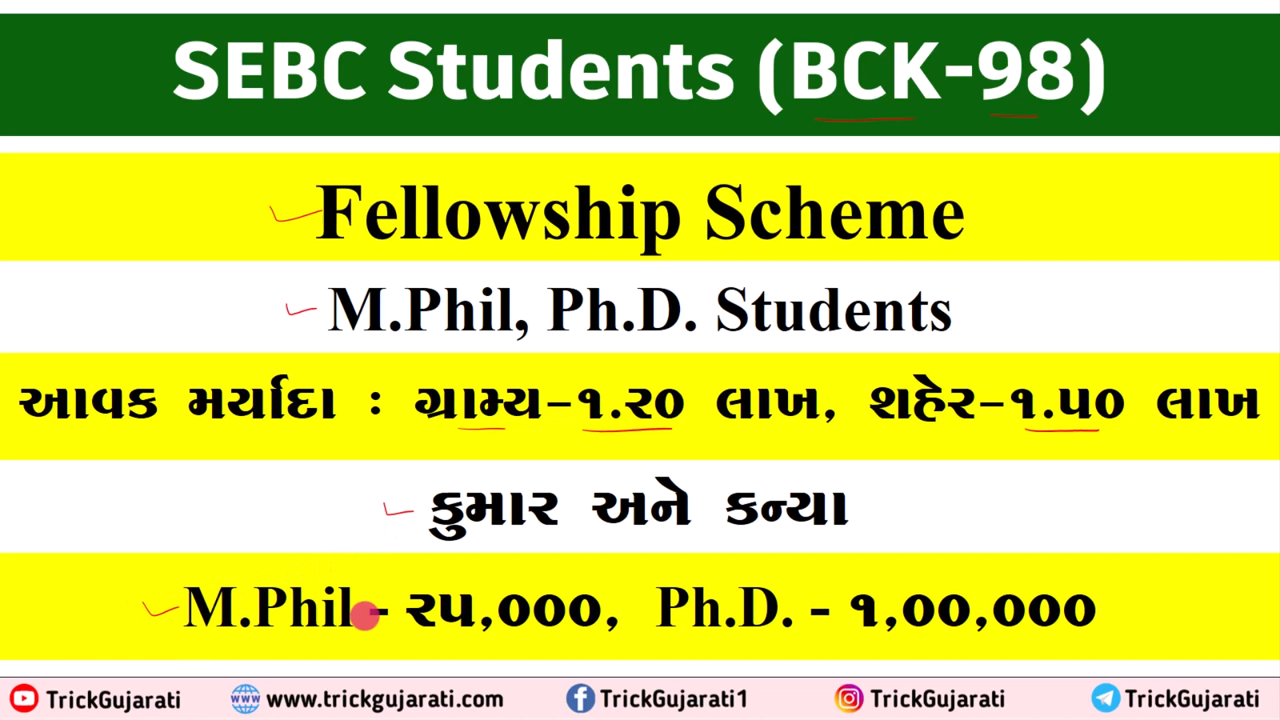 SEBC Students (BCK-98)
Fellowship Scheme
M.Phil, Ph.D. Students
આવક મર્યાદા : ગ્રામ્ય-૧.૨૦ લાખ, શહેર-૧.૫૦ લાખ
કુમાર અને કન્યા
M.Phil - ૨૫,૦૦૦, Ph.D. - ૧,૦૦,૦૦૦
TrickGujarati www.trickgujarati.com TrickGujarati1 TrickGujarati TrickGujarati